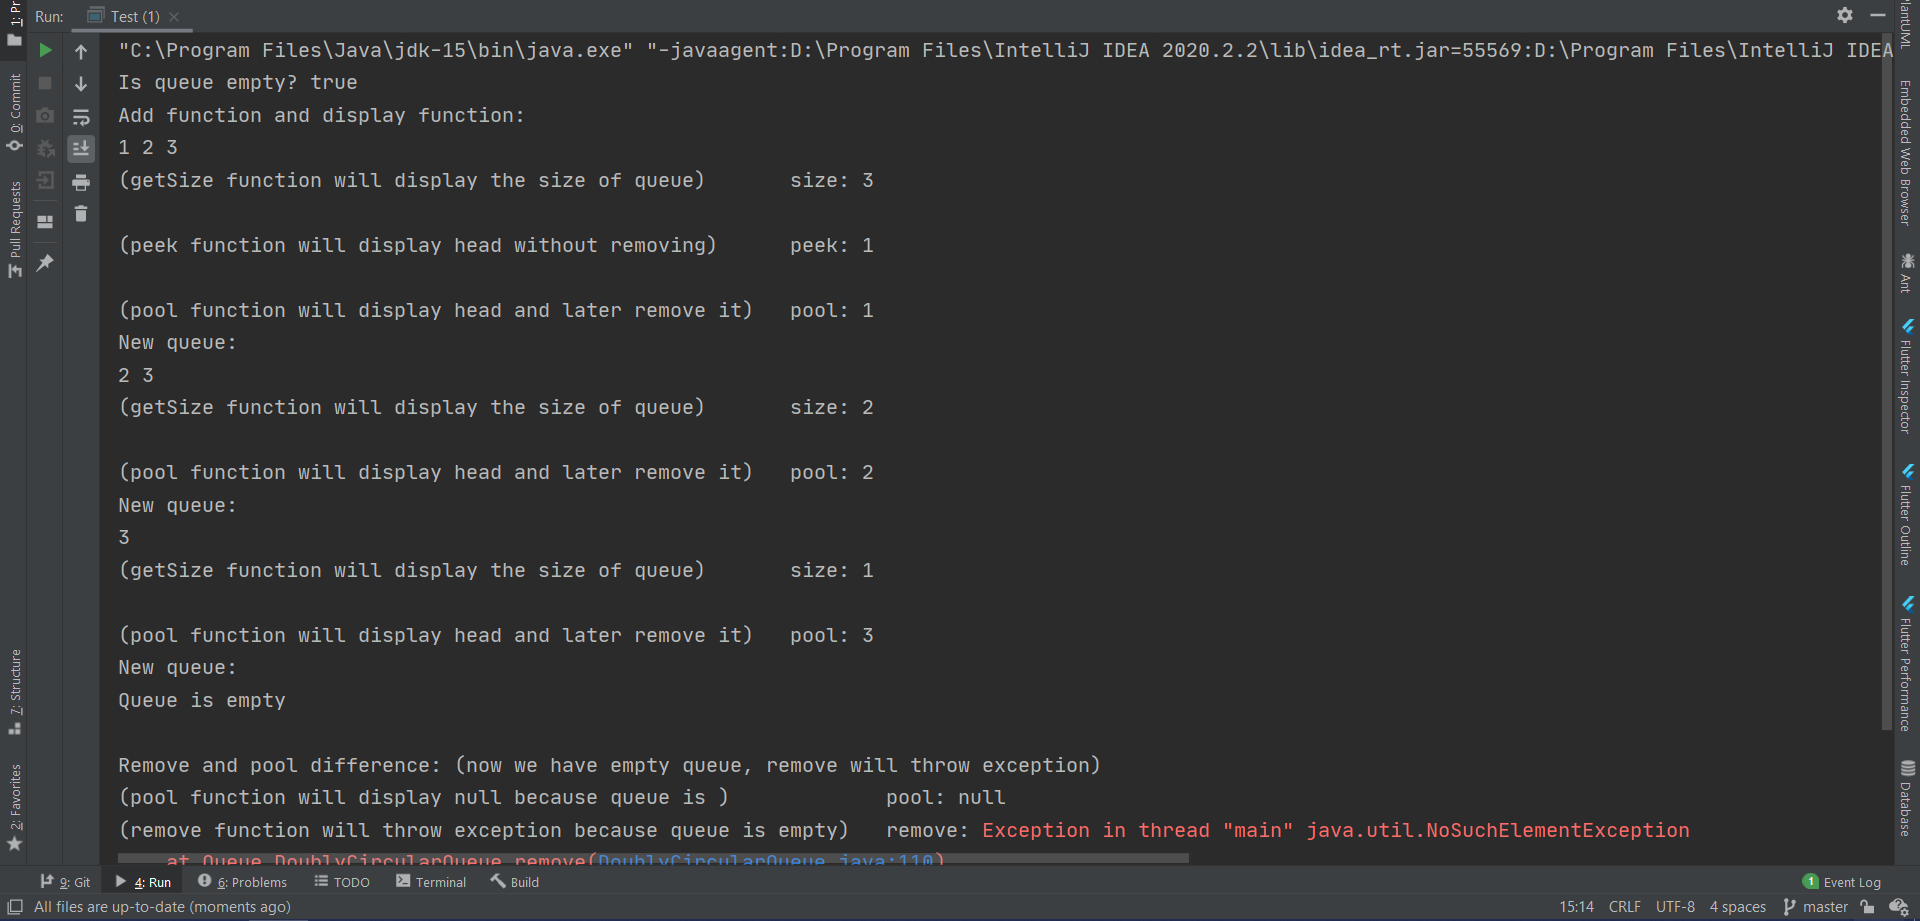 Run: Test (1)
"C:\Program Files\Java\jdk-15\bin\java.exe" "-javaagent:D:\Program Files\IntelliJ IDEA 2020.2.2\lib\idea_rt.jar=55569:D:\Program Files\IntelliJ IDEA
Is queue empty? true
Add function and display function:
1 2 3
(getSize function will display the size of queue) size: 3
(peek function will display head without removing) peek: 1
(pool function will display head and later remove it) pool: 1
New queue:
2 3
(getSize function will display the size of queue) size: 2
(pool function will display head and later remove it) pool: 2
New queue:
3
(getSize function will display the size of queue) size: 1
(pool function will display head and later remove it) pool: 3
New queue:
Queue is empty
Remove and pool difference: (now we have empty queue, remove will throw exception)
(pool function will display null because queue is ) pool: null
(remove function will throw exception because queue is empty) remove: Exception in thread "main" java.util.NoSuchElementException
at Queue.DoublyCircularQueue.remove(DoublyCircularQueue.java:110)
1: Pr
0: Commit
Pull Requests
7: Structure
2: Favorites
PlantUML
Embedded Web Browser
Ant
Flutter Inspector
Flutter Outline
Flutter Performance
Database
9: Git 4: Run 6: Problems TODO Terminal Build 1 Event Log
All files are up-to-date (moments ago) 15:14 CRLF UTF-8 4 spaces master